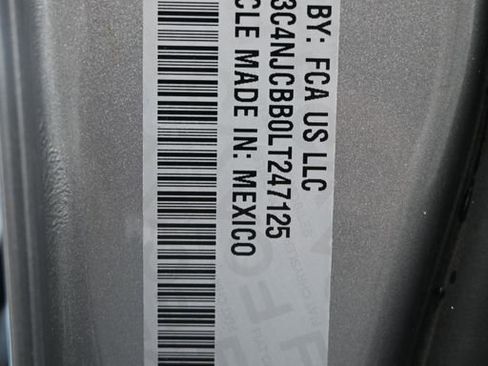 BY: FCA US LLC
3C4NJCBB0LT247125
CLE MADE IN: MEXICO